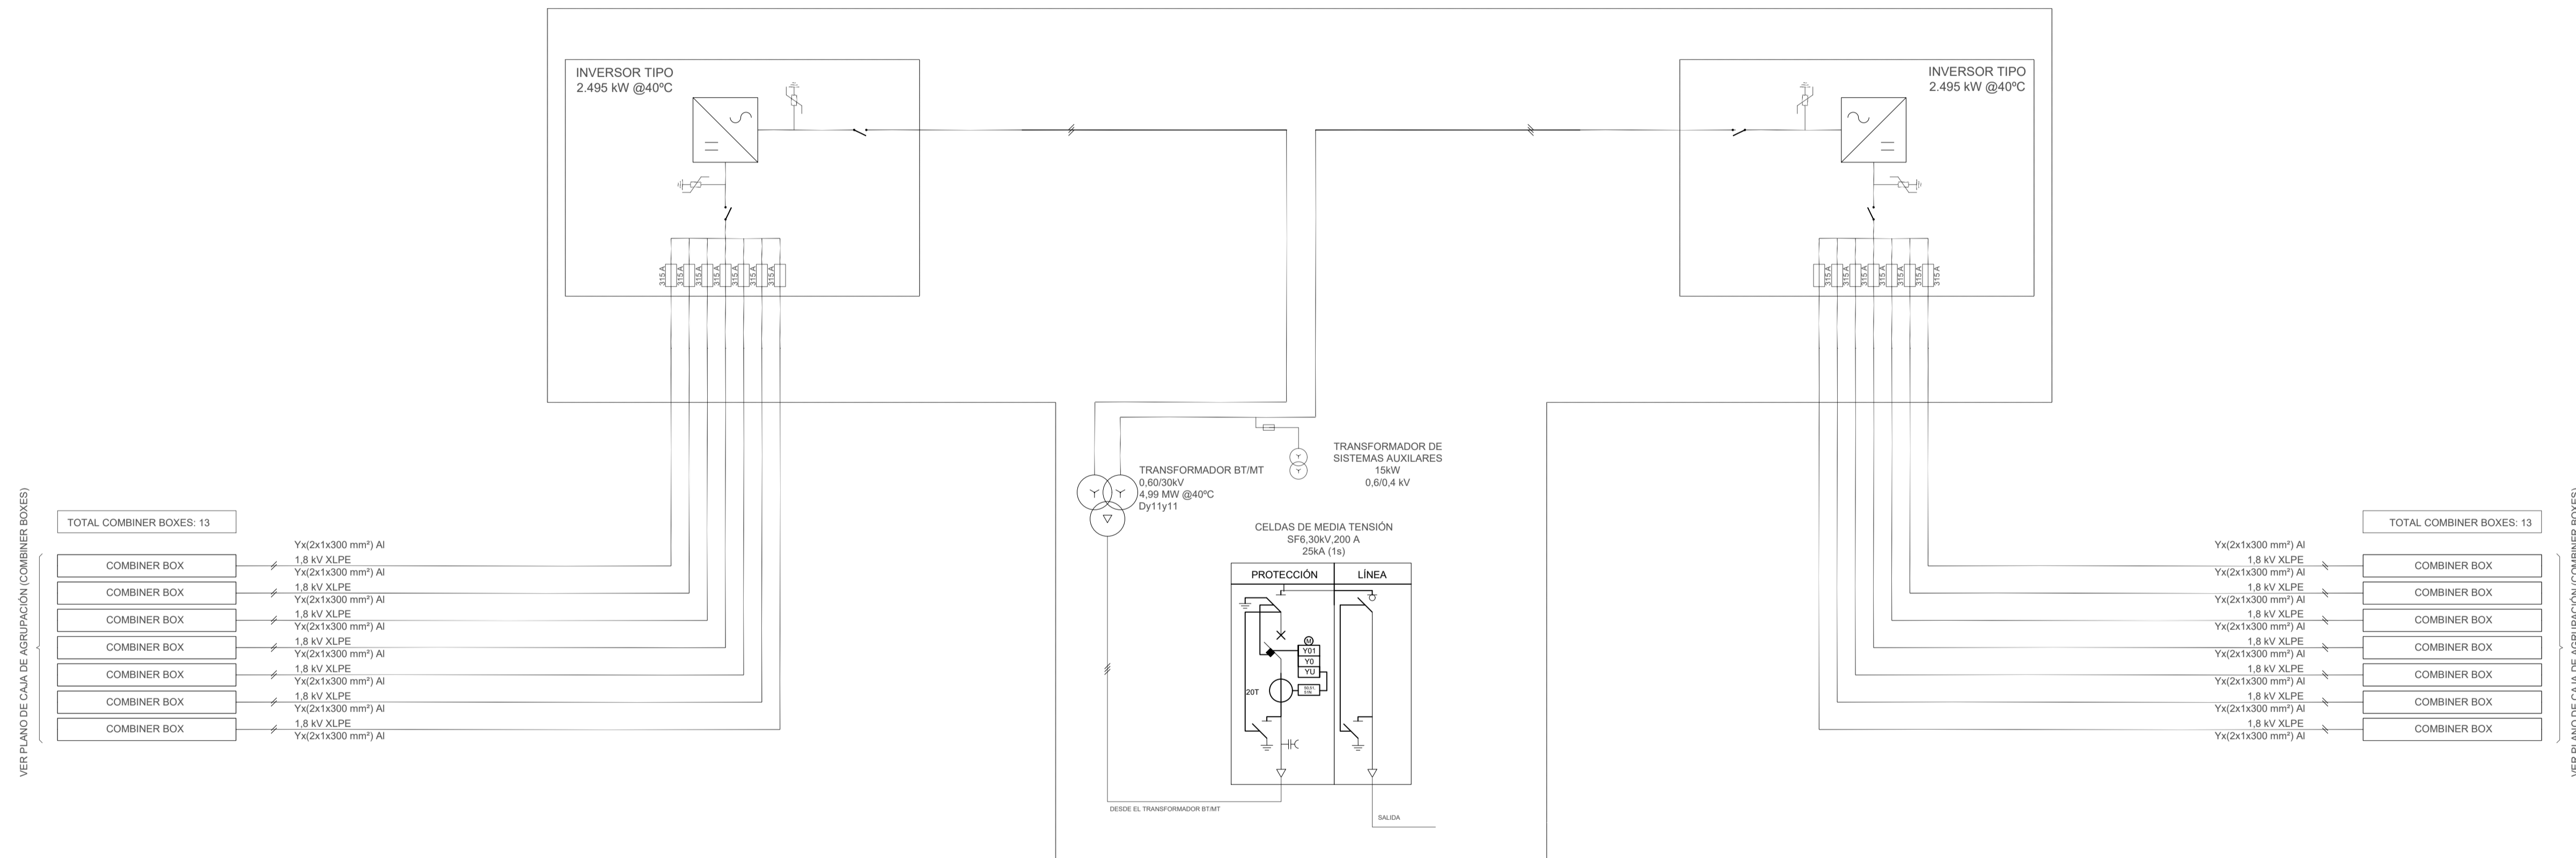 INVERSOR TIPO
2.495 kW @40ºC
315 A
315 A
315 A
315 A
315 A
315 A
315 A
INVERSOR TIPO
2.495 kW @40ºC
315 A
315 A
315 A
315 A
315 A
315 A
315 A
TRANSFORMADOR BT/MT
0,60/30kV
4,99 MW @40ºC
Dy11y11
TRANSFORMADOR DE
SISTEMAS AUXILARES
15kW
0,6/0,4 kV
CELDAS DE MEDIA TENSIÓN
SF6,30kV,200 A
25kA (1s)
PROTECCIÓN
LÍNEA
M
Y01
Y0
YU
20T
50,51
51N
DESDE EL TRANSFORMADOR BT/MT
SALIDA
VER PLANO DE CAJA DE AGRUPACIÓN (COMBINER BOXES)
TOTAL COMBINER BOXES: 13
Yx(2x1x300 mm²) Al
COMBINER BOX
1,8 kV XLPE
Yx(2x1x300 mm²) Al
COMBINER BOX
1,8 kV XLPE
Yx(2x1x300 mm²) Al
COMBINER BOX
1,8 kV XLPE
Yx(2x1x300 mm²) Al
COMBINER BOX
1,8 kV XLPE
Yx(2x1x300 mm²) Al
COMBINER BOX
1,8 kV XLPE
Yx(2x1x300 mm²) Al
COMBINER BOX
1,8 kV XLPE
Yx(2x1x300 mm²) Al
COMBINER BOX
1,8 kV XLPE
Yx(2x1x300 mm²) Al
TOTAL COMBINER BOXES: 13
Yx(2x1x300 mm²) Al
1,8 kV XLPE
COMBINER BOX
Yx(2x1x300 mm²) Al
1,8 kV XLPE
COMBINER BOX
Yx(2x1x300 mm²) Al
1,8 kV XLPE
COMBINER BOX
Yx(2x1x300 mm²) Al
1,8 kV XLPE
COMBINER BOX
Yx(2x1x300 mm²) Al
1,8 kV XLPE
COMBINER BOX
Yx(2x1x300 mm²) Al
1,8 kV XLPE
COMBINER BOX
Yx(2x1x300 mm²) Al
1,8 kV XLPE
COMBINER BOX
Yx(2x1x300 mm²) Al
VER PLANO DE CAJA DE AGRUPACIÓN (COMBINER BOXES)